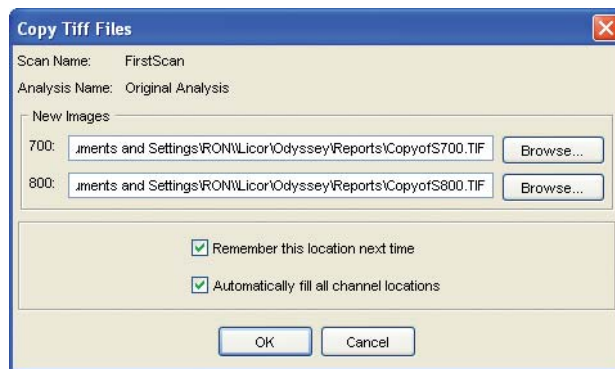 Copy Tiff Files
Scan Name: FirstScan
Analysis Name: Original Analysis
New Images
700: uments and Settings\RON\\Licor\Odyssey\Reports\CopyofS700.TIF Browse...
800: uments and Settings\RON\\Licor\Odyssey\Reports\CopyofS800.TIF Browse...
Remember this location next time
Automatically fill all channel locations
OK Cancel